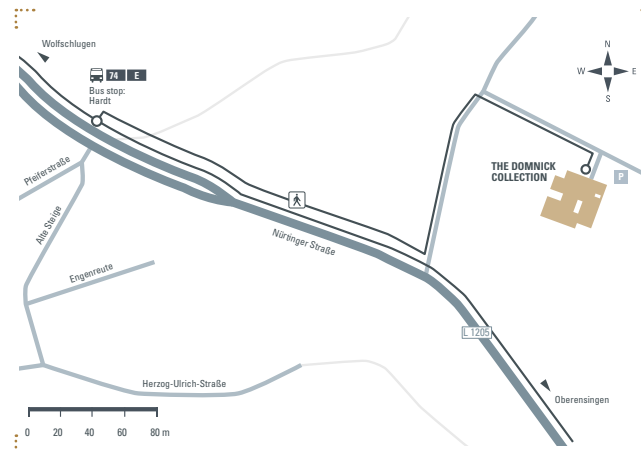 Wolfschlugen
N
W
E
S
74 E
Bus stop:
Hardt
THE DOMNICK
COLLECTION
P
Pfeiferstraße
Alte Steige
Nürtinger Straße
Engenreute
L 1205
Herzog-Ulrich-Straße
Oberensingen
0 20 40 60 80 m